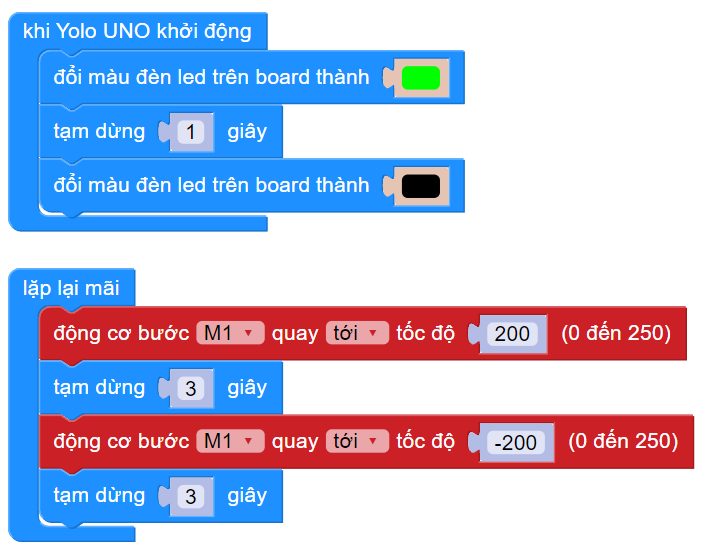 khi Yolo UNO khởi động
đổi màu đèn led trên board thành
tạm dừng 1 giây
đổi màu đèn led trên board thành
lặp lại mãi
động cơ bước M1 quay tới tốc độ 200 (0 đến 250)
tạm dừng 3 giây
động cơ bước M1 quay tới tốc độ -200 (0 đến 250)
tạm dừng 3 giây